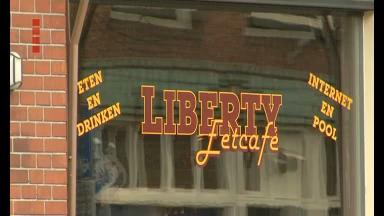 ETEN
EN
DRINKEN
LIBERTY
Eetcafé
INTERNET
EN
POOL